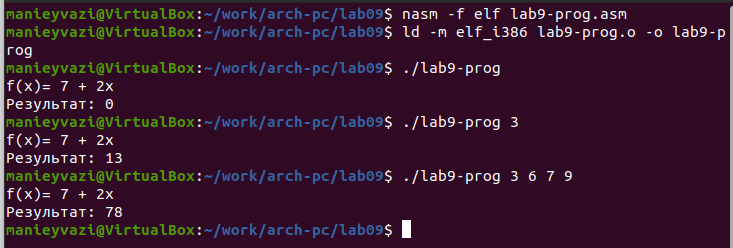 manieyvazi@VirtualBox:~/work/arch-pc/lab09$ nasm -f elf lab9-prog.asm
manieyvazi@VirtualBox:~/work/arch-pc/lab09$ ld -m elf_i386 lab9-prog.o -o lab9-p
rog
manieyvazi@VirtualBox:~/work/arch-pc/lab09$ ./lab9-prog
f(x)= 7 + 2x
Результат: 0
manieyvazi@VirtualBox:~/work/arch-pc/lab09$ ./lab9-prog 3
f(x)= 7 + 2x
Результат: 13
manieyvazi@VirtualBox:~/work/arch-pc/lab09$ ./lab9-prog 3 6 7 9
f(x)= 7 + 2x
Результат: 78
manieyvazi@VirtualBox:~/work/arch-pc/lab09$